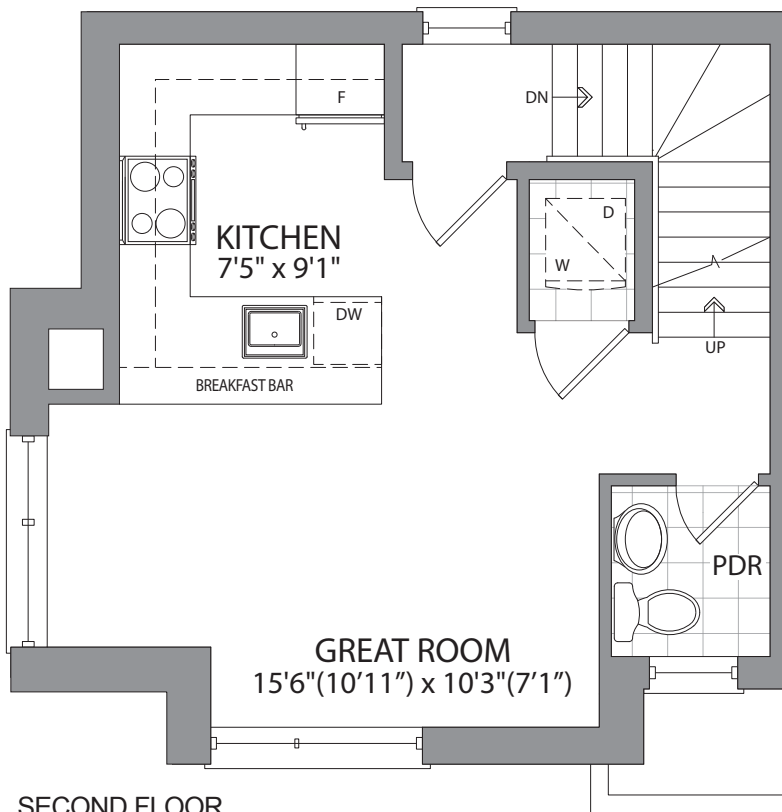 F
DN
D
W
KITCHEN
7'5" x 9'1"
DW
UP
BREAKFAST BAR
PDR
GREAT ROOM
15'6"(10’11”) x 10'3"(7’1”)
SECOND FLOOR